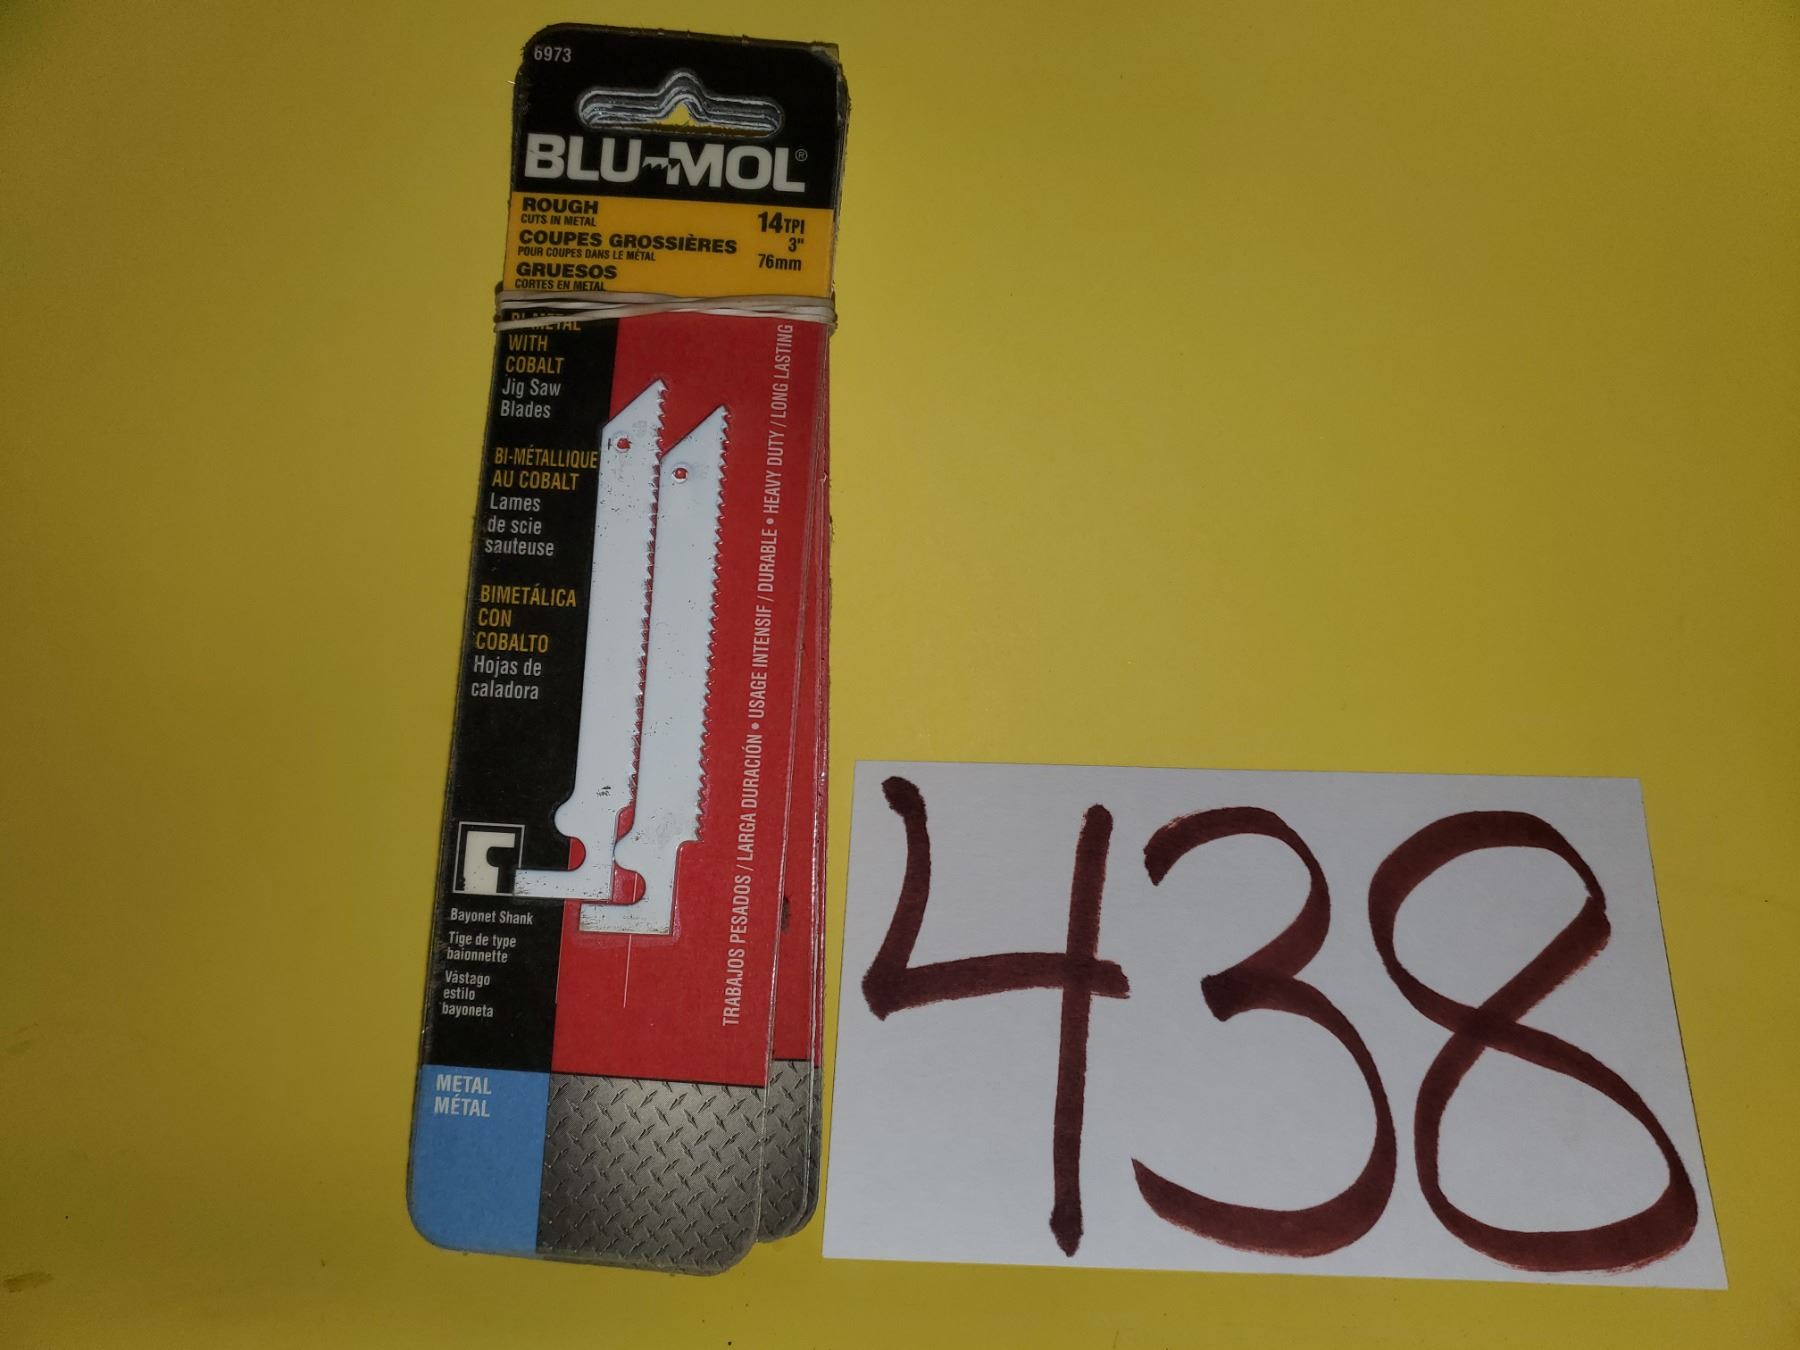 6973
BLU-MOL®
ROUGH
CUTS IN METAL
COUPES GROSSIÈRES
POUR COUPES DANS LE MÉTAL
GRUESOS
CORTES EN METAL
14TPI
3"
76mm
BI-METAL
WITH
COBALT
Jig Saw
Blades
BI-MÉTALLIQUE
AU COBALT
Lames
de scie
sauteuse
BIMETÁLICA
CON
COBALTO
Hojas de
caladora
Bayonet Shank
Tige de type
baïonnette
Vástago
estilo
bayoneta
TRABAJOS PESADOS / LARGA DURACIÓN • USAGE INTENSIF / DURABLE • HEAVY DUTY / LONG LASTING
METAL
MÉTAL
438